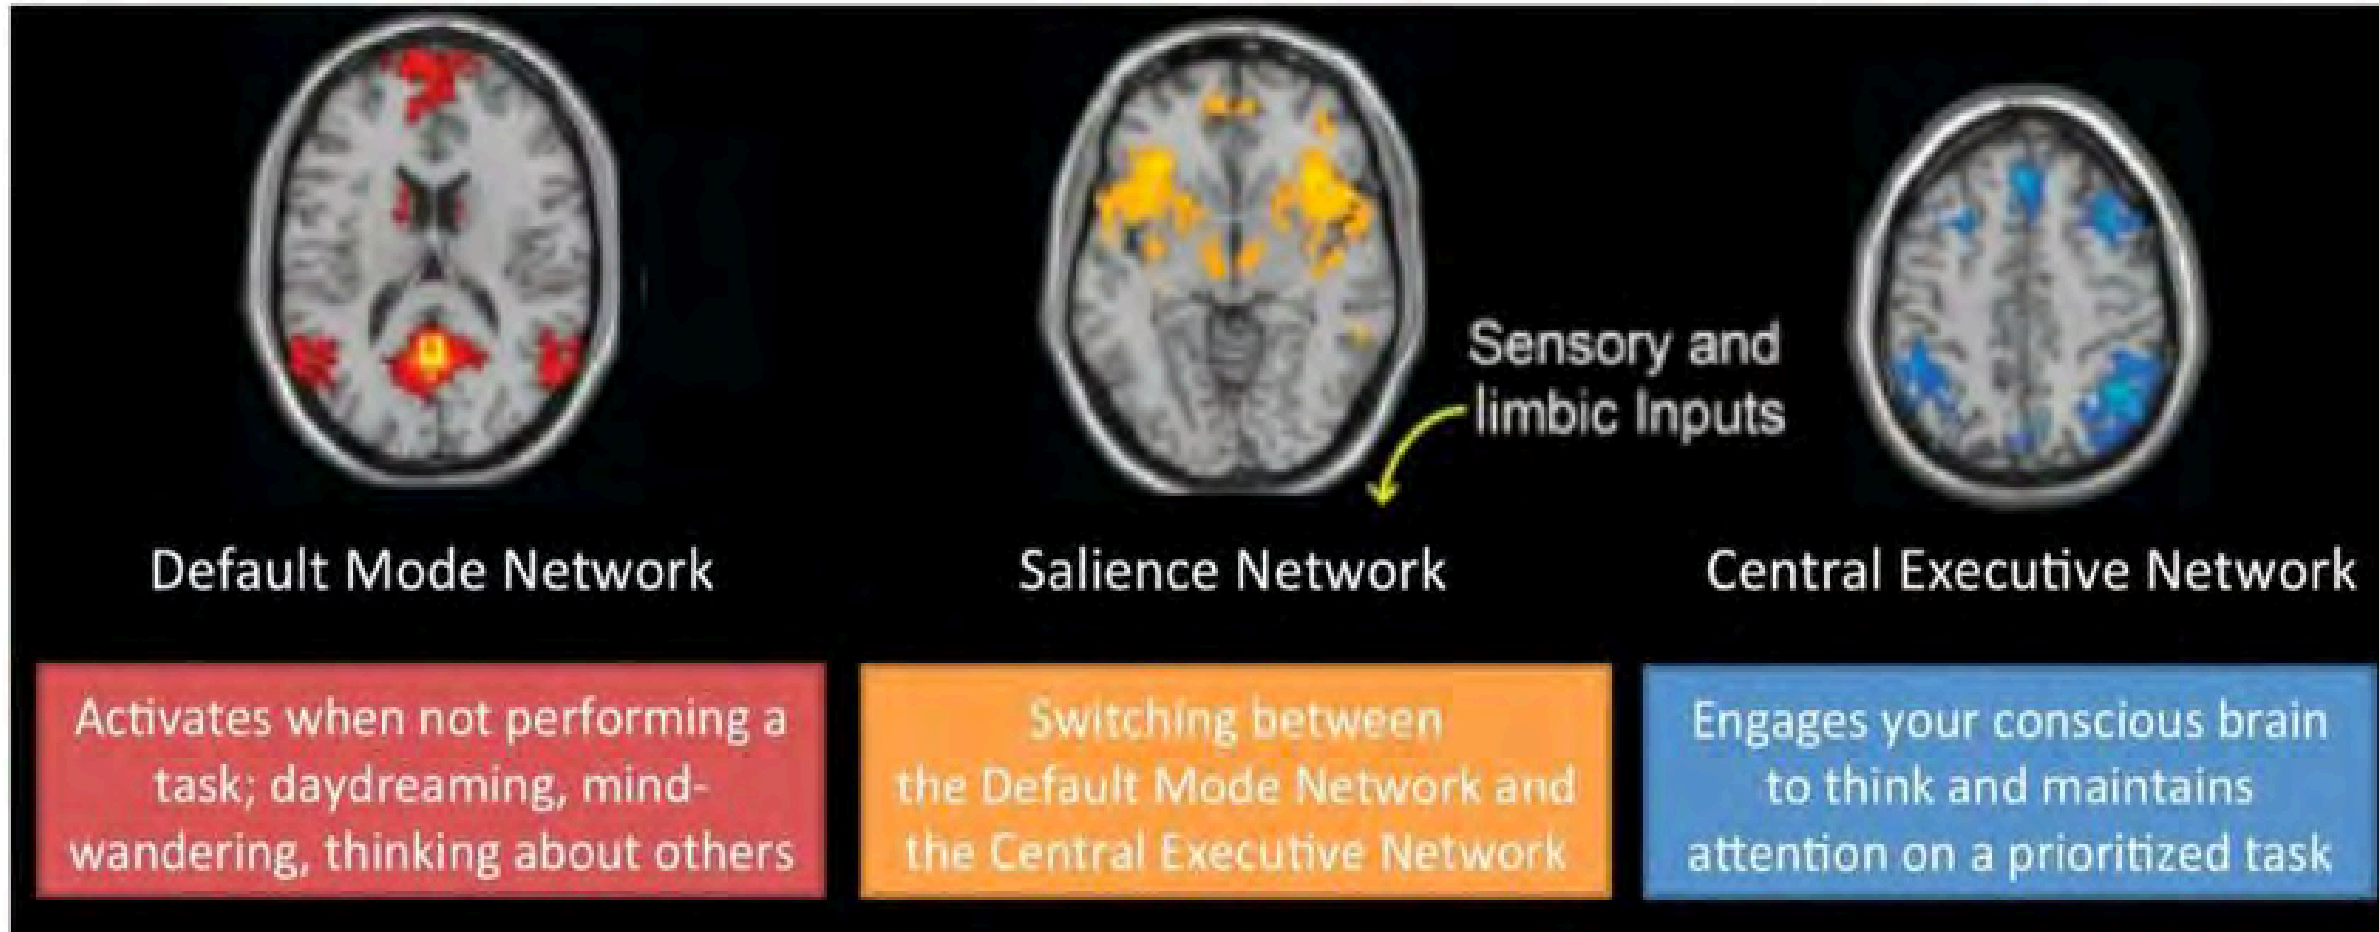 Sensory and
limbic Inputs
Default Mode Network
Salience Network
Central Executive Network
Activates when not performing a
task; daydreaming, mind-
wandering, thinking about others
Switching between
the Default Mode Network and
the Central Executive Network
Engages your conscious brain
to think and maintains
attention on a prioritized task